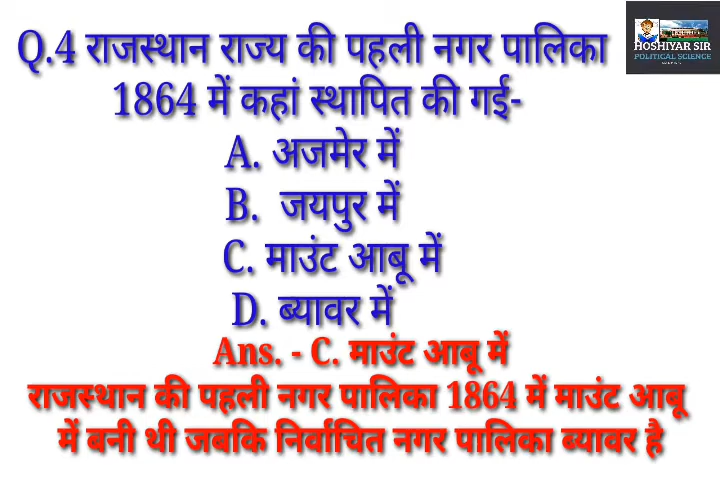 Q.4 राजस्थान राज्य की पहली नगर पालिका
1864 में कहां स्थापित की गई-
A. अजमेर में
B. जयपुर में
C. माउंट आबू में
D. ब्यावर में
Ans. - C. माउंट आबू में
राजस्थान की पहली नगर पालिका 1864 में माउंट आबू
में बनी थी जबकि निर्वाचित नगर पालिका ब्यावर है
HOSHIYAR SIR
POLITICAL SCIENCE